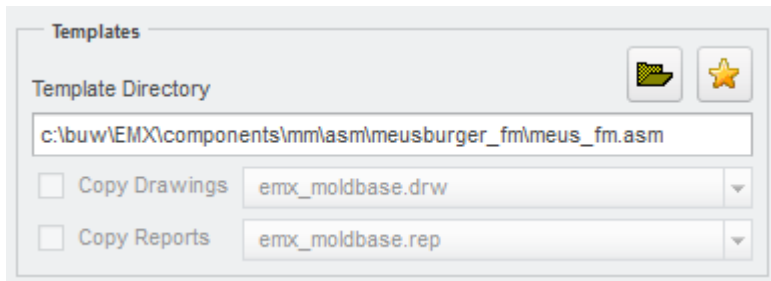 Templates
Template Directory
c:\buw\EMX\components\mm\asm\meusburger_fm\meus_fm.asm
Copy Drawings emx_moldbase.drw
Copy Reports emx_moldbase.rep